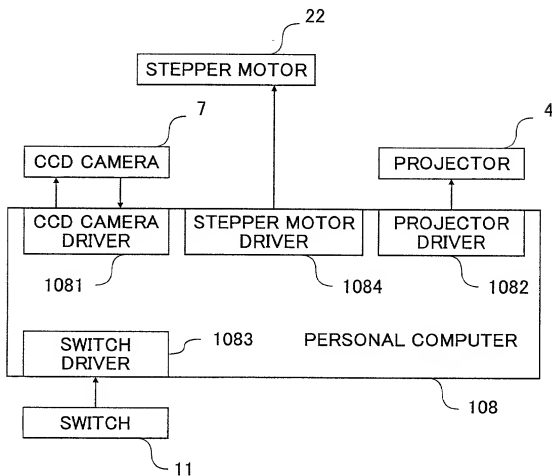 22
STEPPER MOTOR
7
4
CCD CAMERA
PROJECTOR
CCD CAMERA
DRIVER
STEPPER MOTOR
DRIVER
PROJECTOR
DRIVER
1081
1084
1082
SWITCH
DRIVER
1083
PERSONAL COMPUTER
SWITCH
108
11